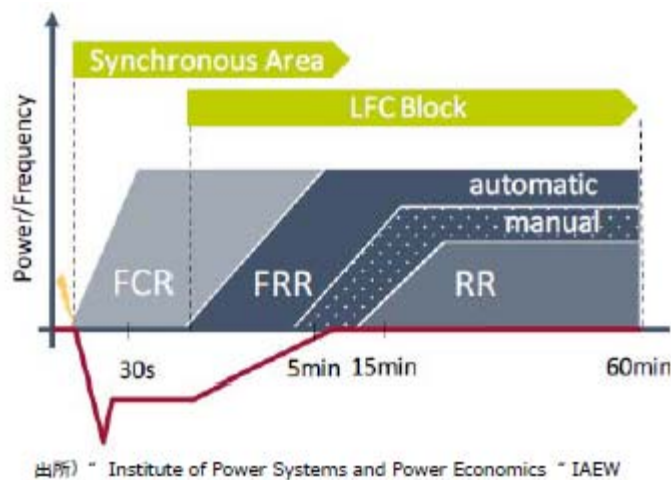 Synchronous Area
LFC Block
Power/Frequency
automatic
manual
FCR
FRR
RR
30s
5min
15min
60min
出所) “ Institute of Power Systems and Power Economics “ IAEW